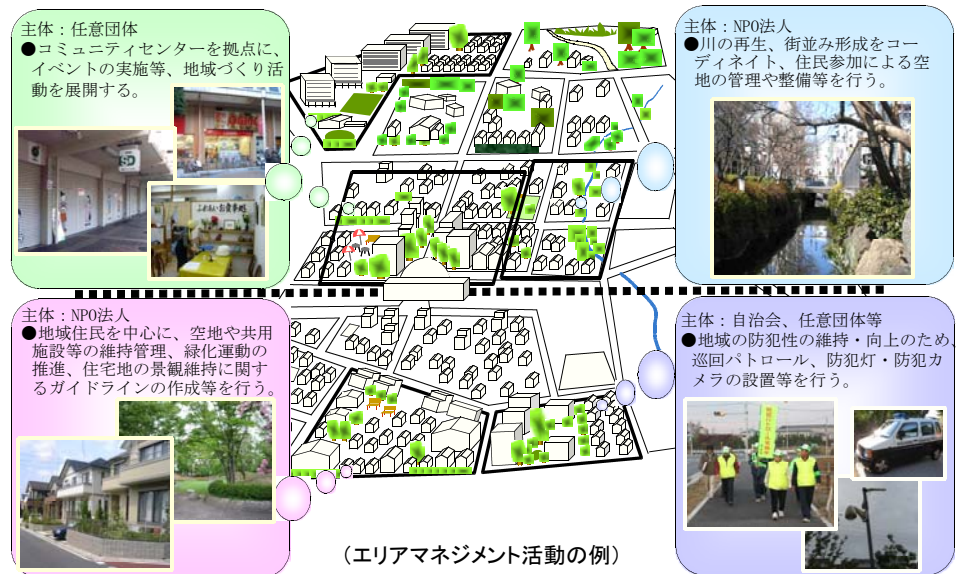 主体：任意団体
●コミュニティセンターを拠点に、
イベントの実施等、地域づくり活
動を展開する。
主体：NPO法人
●川の再生、街並み形成をコー
ディネイト、住民参加による空
地の管理や整備等を行う。
ふれあいお食事処
主体：NPO法人
●地域住民を中心に、空地や共用
施設等の維持管理、緑化運動の
推進、住宅地の景観維持に関す
るガイドラインの作成等を行う。
主体：自治会、任意団体等
●地域の防犯性の維持・向上のため、
巡回パトロール、防犯灯・防犯カ
メラの設置等を行う。
（エリアマネジメント活動の例）